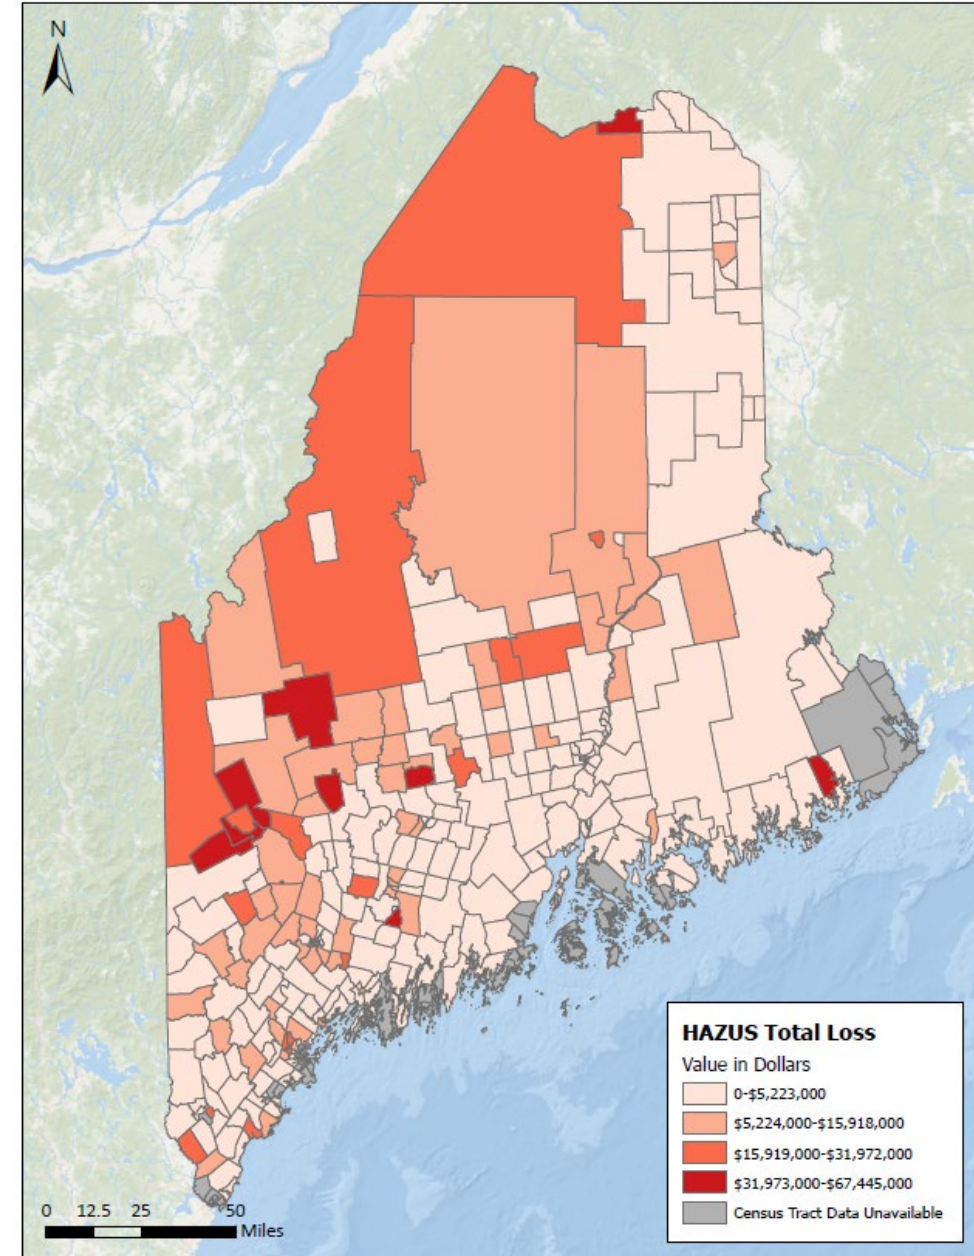 N
HAZUS Total Loss
Value in Dollars
0-$5,223,000
$5,224,000-$15,918,000
$15,919,000-$31,972,000
$31,973,000-$67,445,000
Census Tract Data Unavailable
0 12.5 25 50
Miles